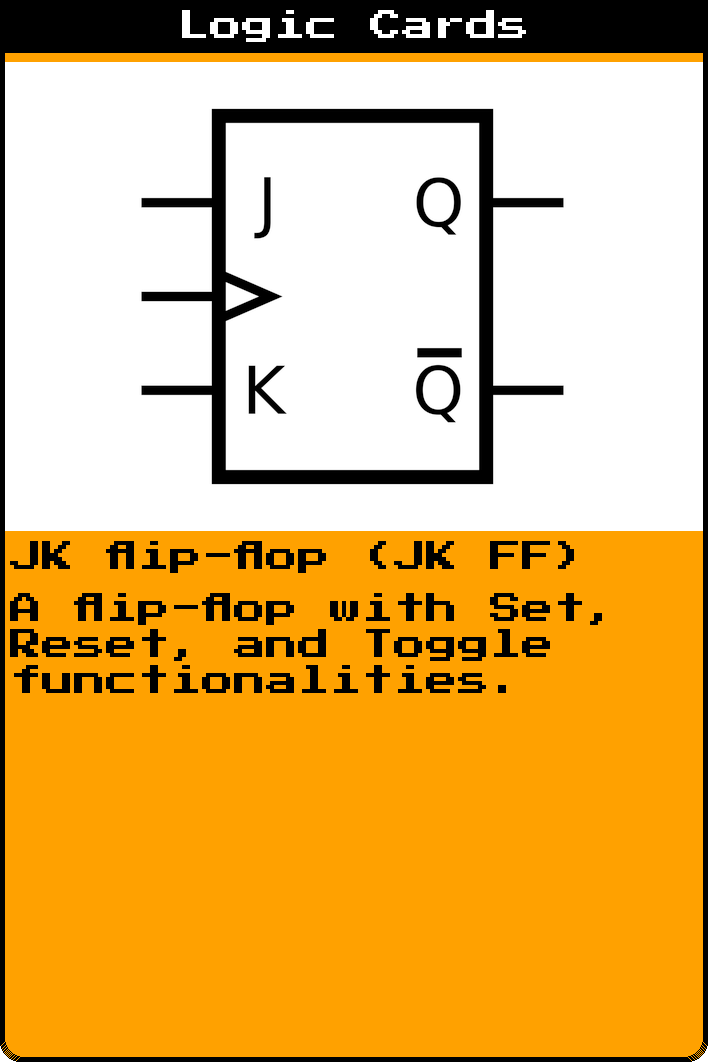 Logic Cards
J Q
K Q̅
JK flip-flop (JK FF)
A flip-flop with Set,
Reset, and Toggle
functionalities.